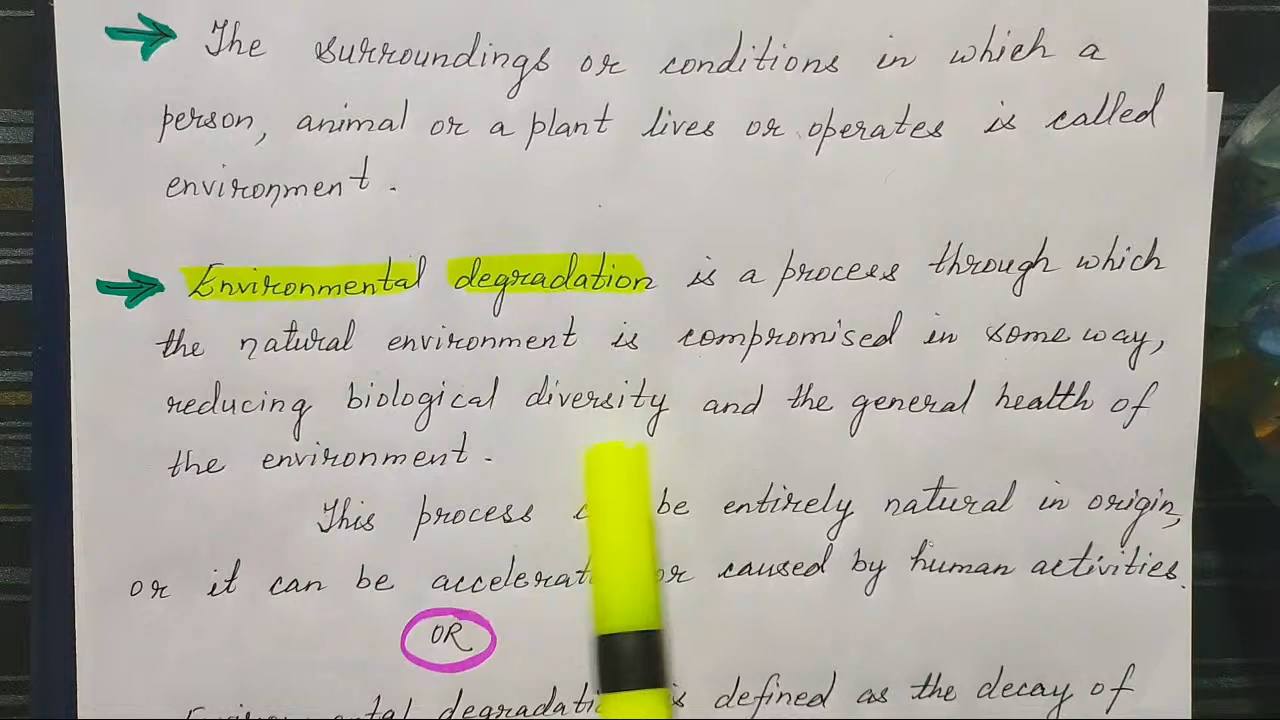 The surroundings or conditions in which a
person, animal or a plant lives or operates is called
environment.
Environmental degradation is a process through which
the natural environment is compromised in some way,
reducing biological diversity and the general health of
the environment.
This process be entirely natural in origin,
or it can be or caused by human activities.
OR
degradation is defined as the decay of